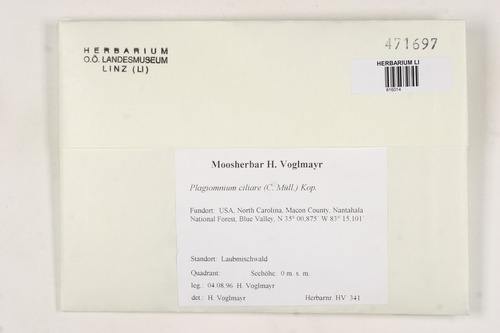 HERBARIUM
O.Ö. LANDESMUSEUM
LINZ (LI)
471697
HERBARIUM LI
816014
Moosherbar H. Voglmayr
Plagiomnium ciliare (C. Müll.) Kop.
Fundort: USA, North Carolina, Macon County, Nantahala
National Forest, Blue Valley, N 35° 00,875´ W 83° 15,101´
Standort: Laubmischwald
Quadrant: Seehöhe: 0 m. s. m.
leg.: 04.08.96 H. Voglmayr
det.: H. Voglmayr Herbarnr. HV 341